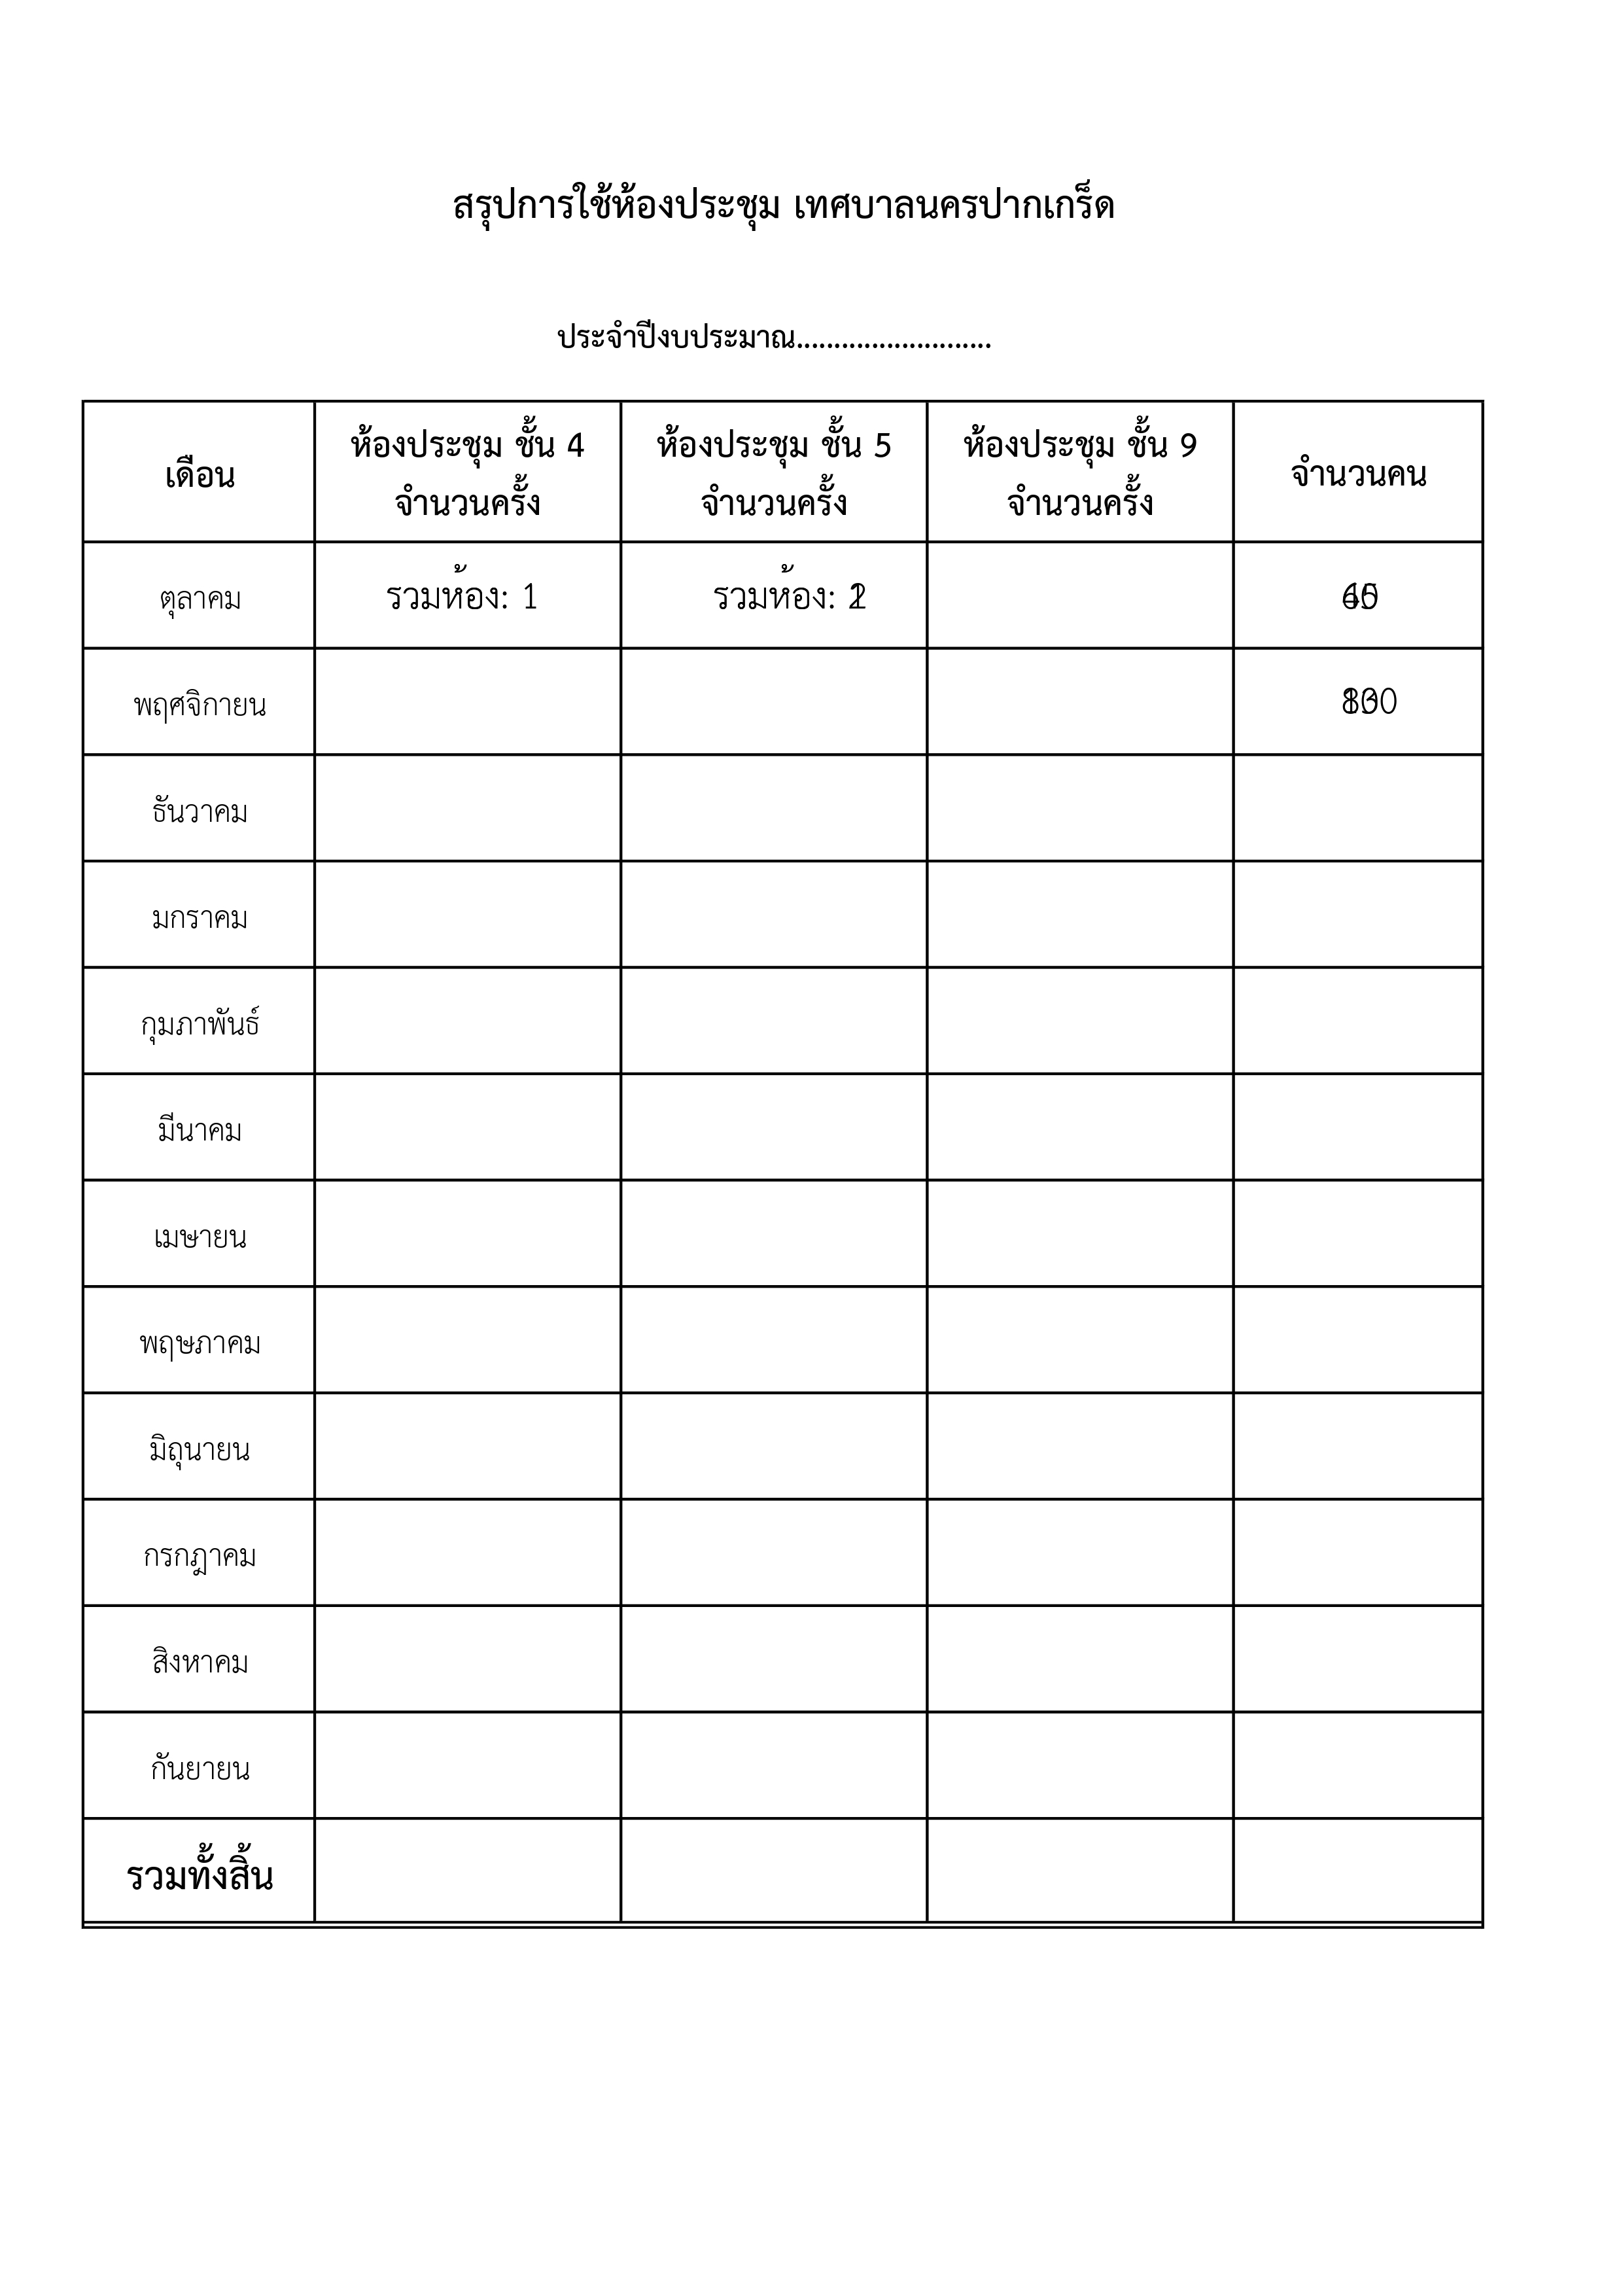 สรุปการใช้ห้องประชุม เทศบาลนครปากเกร็ด
ประจำปีงบประมาณ..........................
เดือน
ห้องประชุม ชั้น 4
จำนวนครั้ง
ห้องประชุม ชั้น 5
จำนวนครั้ง
ห้องประชุม ชั้น 9
จำนวนครั้ง
จำนวนคน
ตุลาคม
รวมห้อง: 1
รวมห้อง:
พฤศจิกายน
ธันวาคม
มกราคม
กุมภาพันธ์
มีนาคม
เมษายน
พฤษภาคม
มิถุนายน
กรกฎาคม
สิงหาคม
กันยายน
รวมทั้งสิ้น